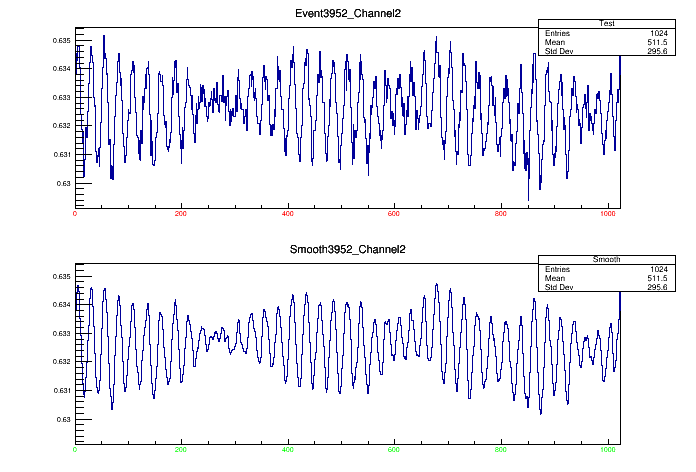 Event3952_Channel2
Test
Entries 1024
Mean 511.5
Std Dev 295.6
0.635
0.634
0.633
0.632
0.631
0.63
0 200 400 600 800 1000
Smooth3952_Channel2
Smooth
Entries 1024
Mean 511.5
Std Dev 295.6
0.635
0.634
0.633
0.632
0.631
0.63
0 200 400 600 800 1000